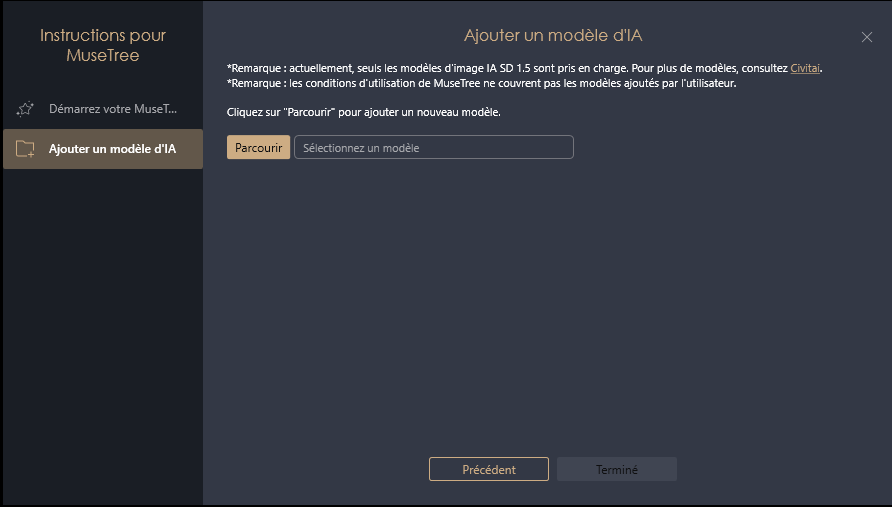 Instructions pour
MuseTree
Démarrez votre MuseT...
Ajouter un modèle d'IA
Ajouter un modèle d'IA
*Remarque : actuellement, seuls les modèles d'image IA SD 1.5 sont pris en charge. Pour plus de modèles, consultez Civitai.
*Remarque : les conditions d'utilisation de MuseTree ne couvrent pas les modèles ajoutés par l'utilisateur.
Cliquez sur "Parcourir" pour ajouter un nouveau modèle.
Parcourir Sélectionnez un modèle
Précédent Terminé